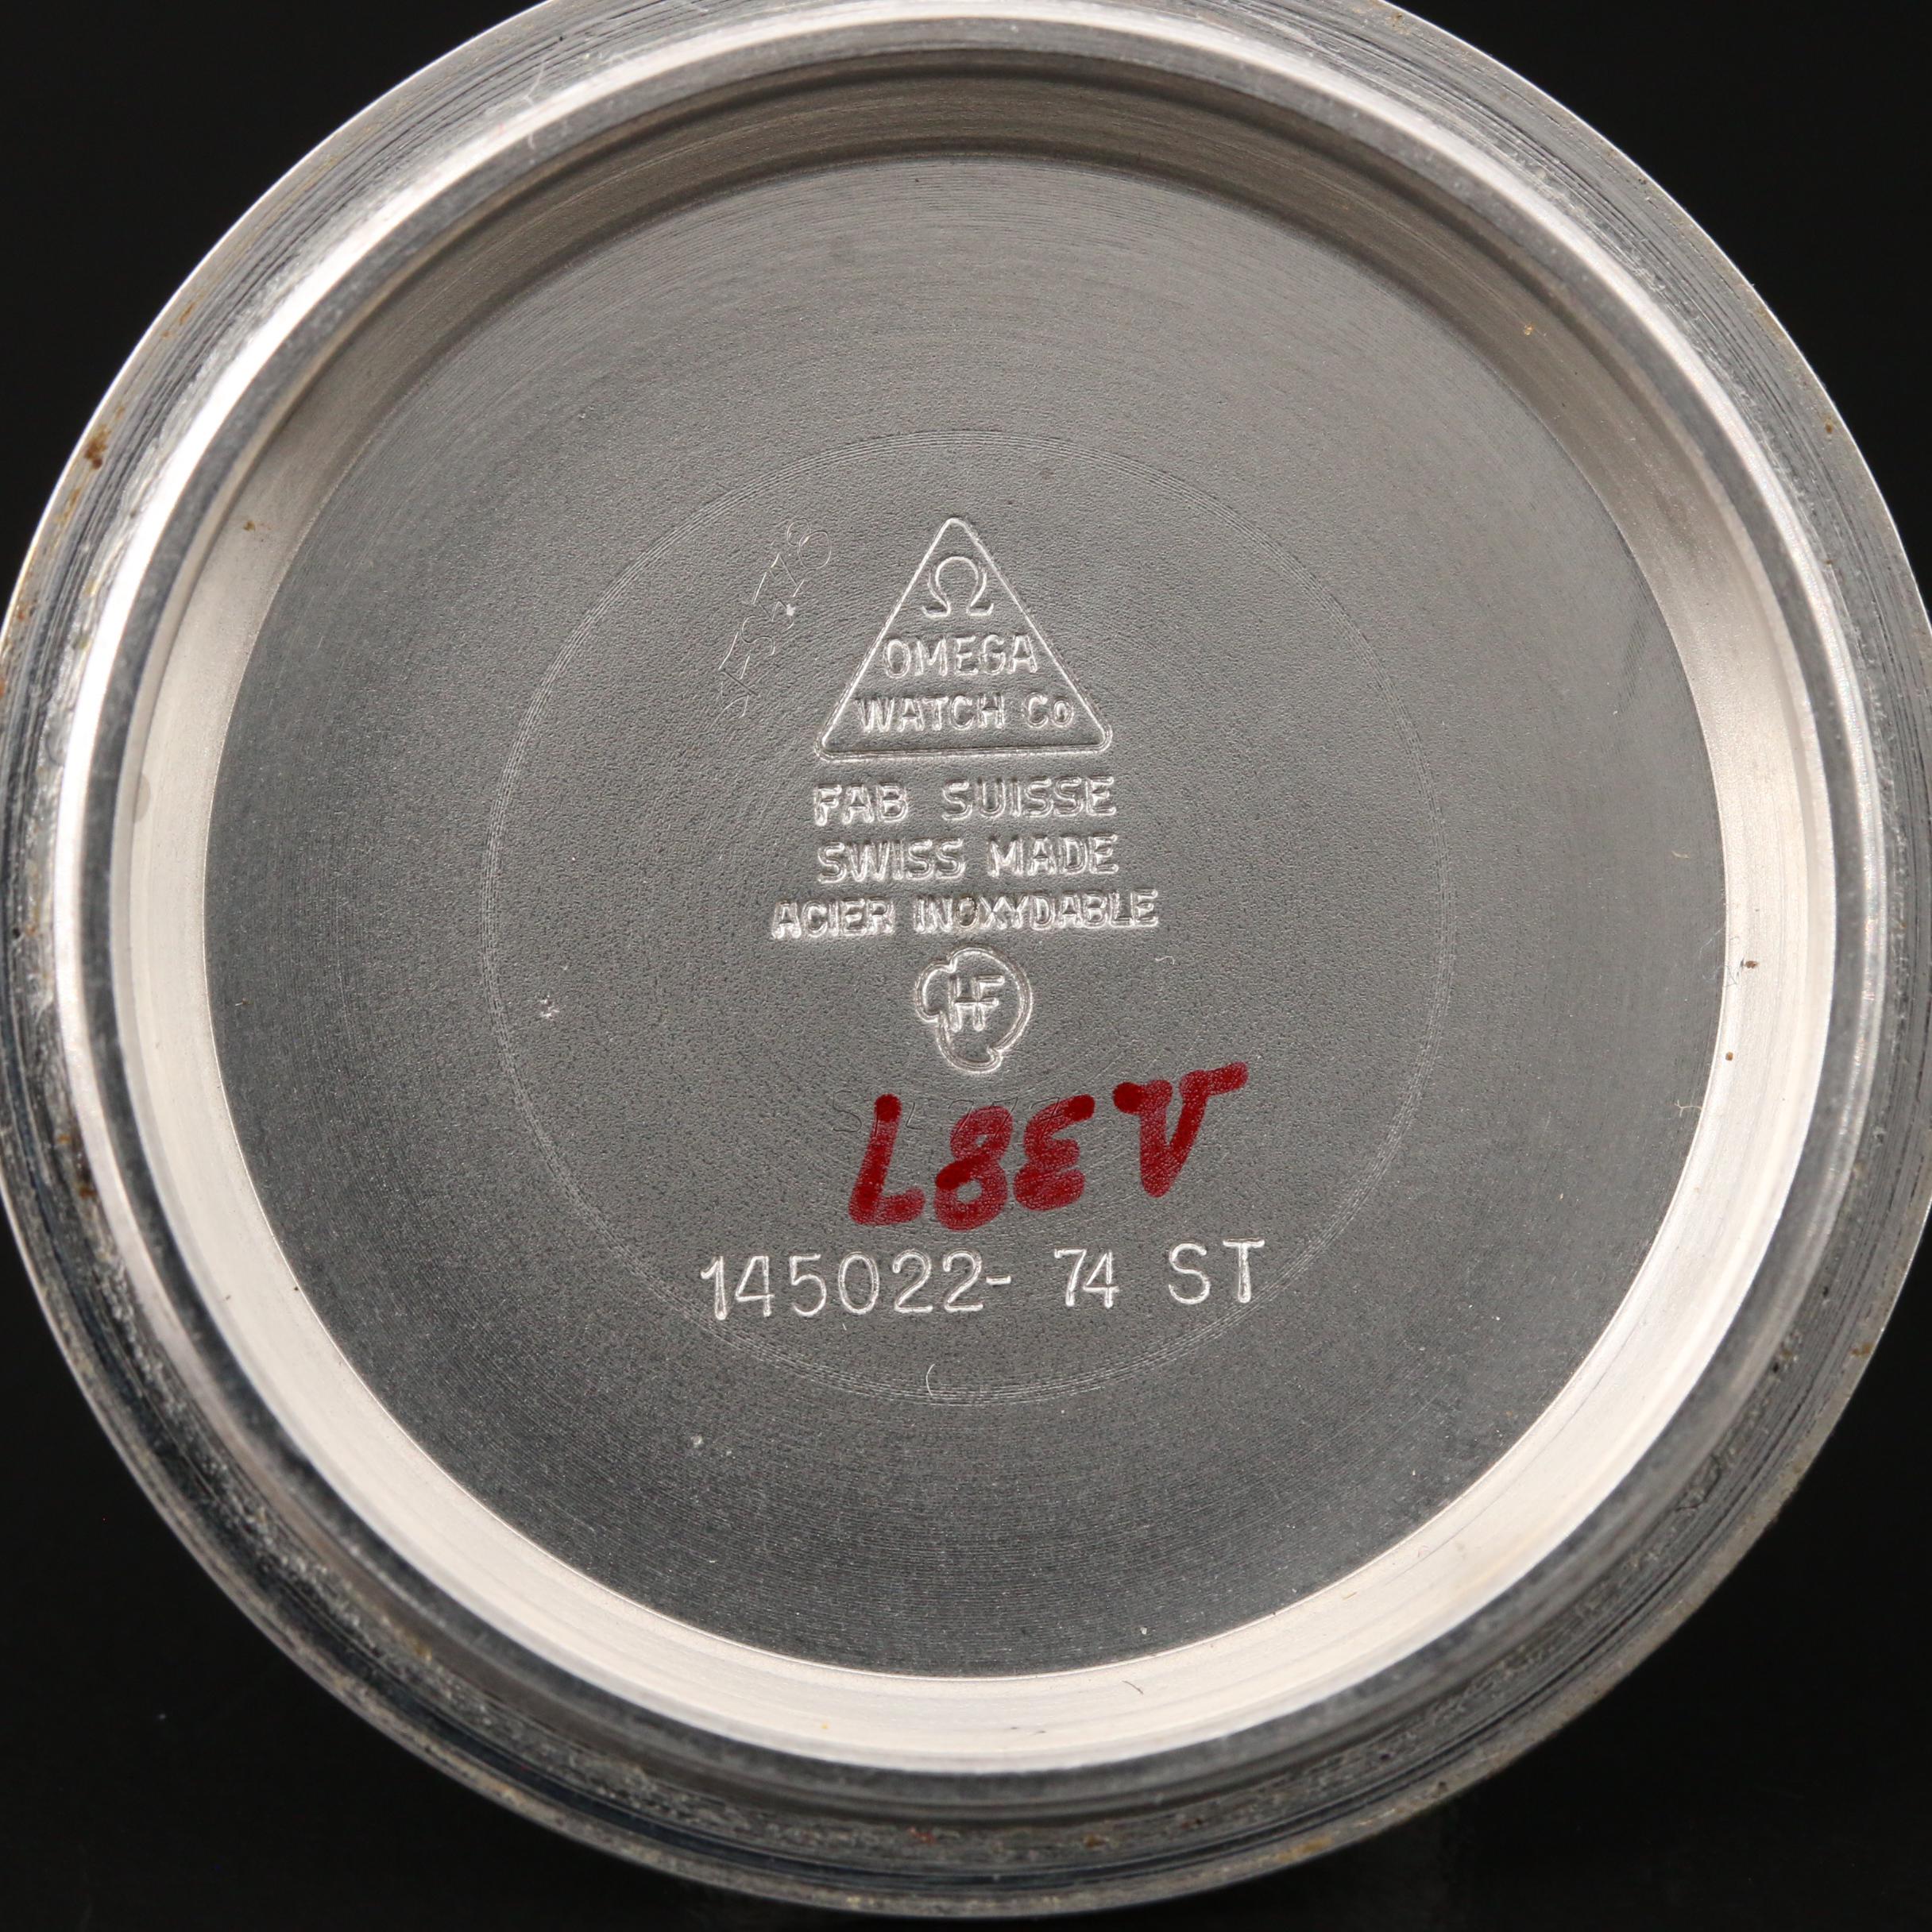 Ω
OMEGA
WATCH Co
FAB SUISSE
SWISS MADE
ACIER INOXYDABLE
HF
L8EV
145022- 74 ST